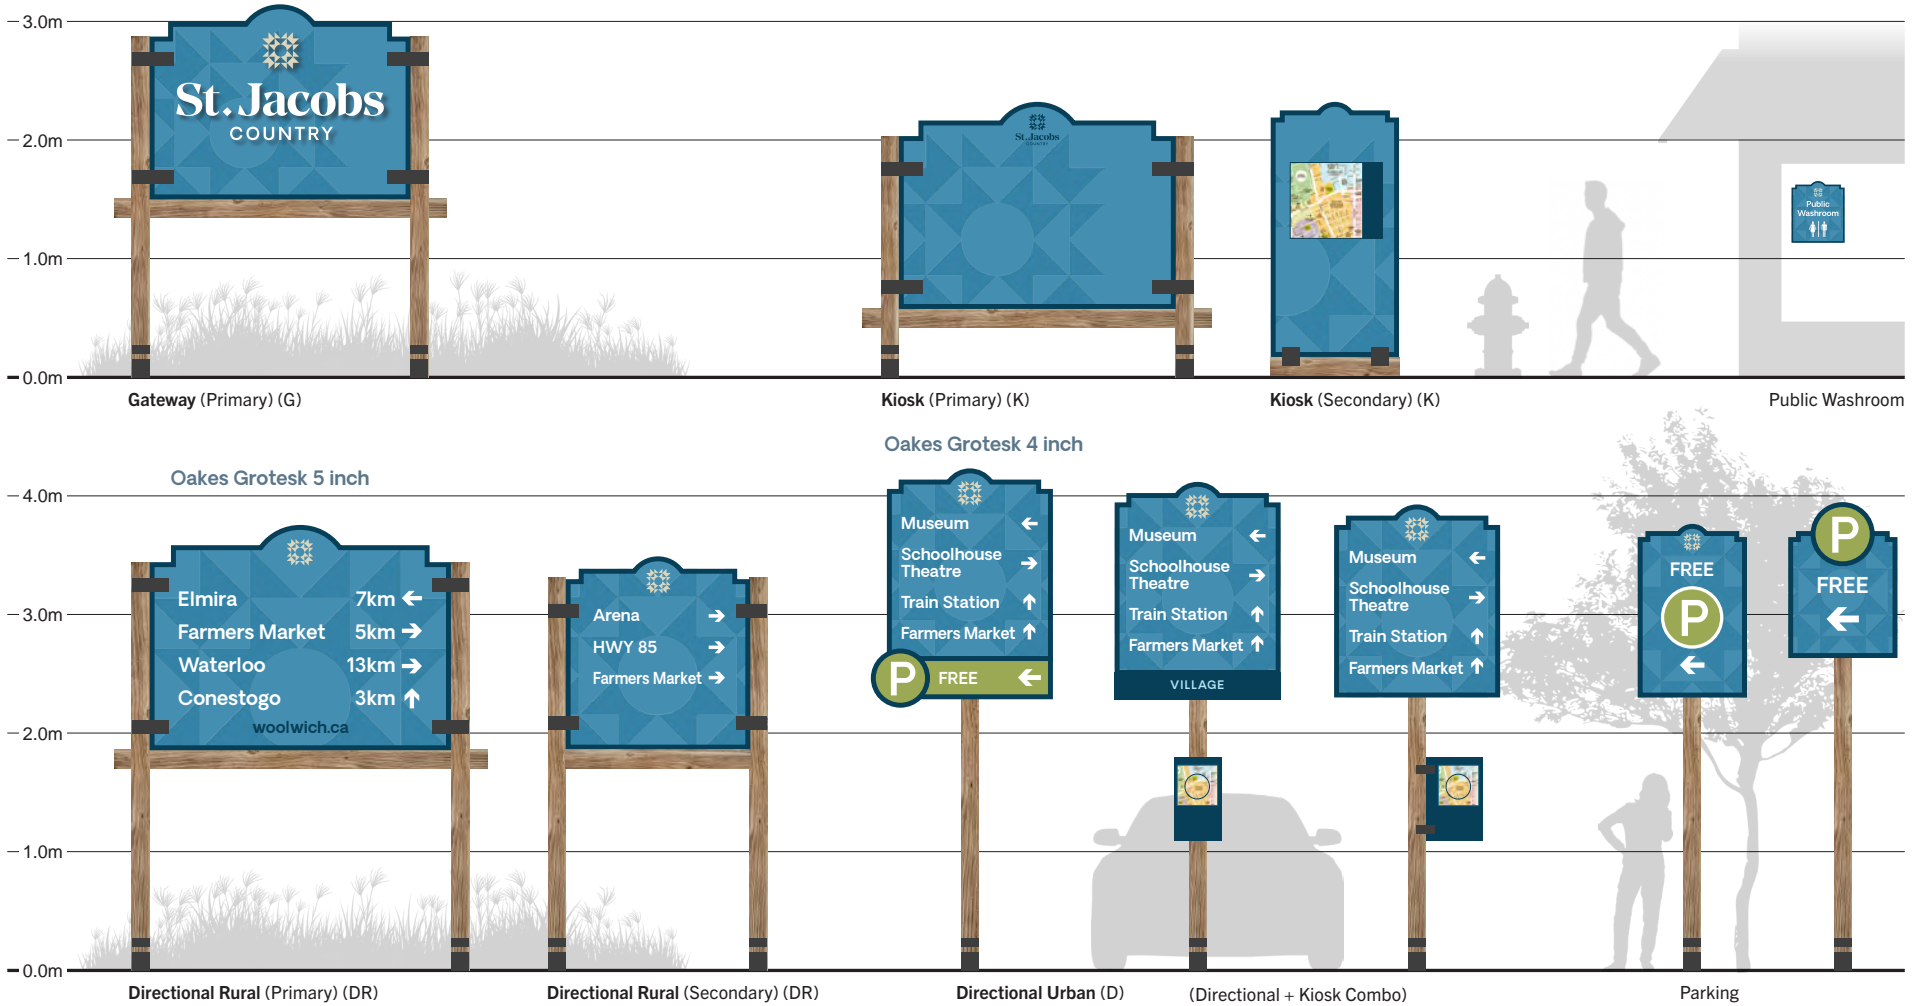 3.0m
2.0m
1.0m
0.0m
St. Jacobs
COUNTRY
St. Jacobs
COUNTRY
Public
Washroom
Gateway (Primary) (G)
Kiosk (Primary) (K)
Kiosk (Secondary) (K)
Public Washroom
Oakes Grotesk 5 inch
Oakes Grotesk 4 inch
4.0m
3.0m
2.0m
1.0m
0.0m
Elmira 7km ←
Farmers Market 5km →
Waterloo 13km →
Conestogo 3km ↑
woolwich.ca
Arena →
HWY 85 →
Farmers Market →
Museum ←
Schoolhouse
Theatre →
Train Station ↑
Farmers Market ↑
P FREE ←
Museum ←
Schoolhouse
Theatre →
Train Station ↑
Farmers Market ↑
VILLAGE
Museum ←
Schoolhouse
Theatre →
Train Station ↑
Farmers Market ↑
FREE
P
←
P
FREE
←
Directional Rural (Primary) (DR)
Directional Rural (Secondary) (DR)
Directional Urban (D)
(Directional + Kiosk Combo)
Parking